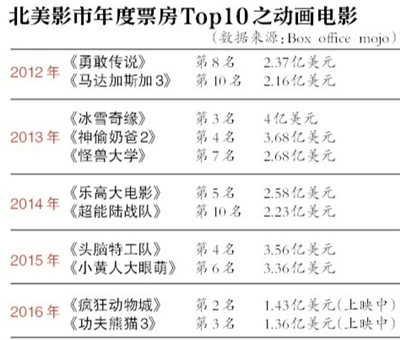 北美影市年度票房Top10之动画电影
(数据来源:Box office mojo)
2012年 《勇敢传说》 第8名 2.37亿美元
《马达加斯加3》 第10名 2.16亿美元
2013年 《冰雪奇缘》 第3名 4亿美元
《神偷奶爸2》 第4名 3.68亿美元
《怪兽大学》 第7名 2.68亿美元
2014年 《乐高大电影》 第5名 2.58亿美元
《超能陆战队》 第10名 2.23亿美元
2015年 《头脑特工队》 第4名 3.56亿美元
《小黄人大眼萌》 第6名 3.36亿美元
2016年 《疯狂动物城》 第2名 1.43亿美元(上映中)
《功夫熊猫3》 第3名 1.36亿美元(上映中)